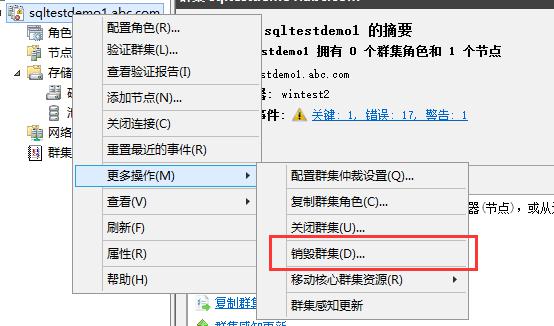 sqltestdemo1.abc.com
角色
节点
存储
网络
群集
配置角色(R)...
验证群集(L)...
查看验证报告(I)
添加节点(N)...
关闭连接(C)
重置最近的事件(R)
更多操作(M)
查看(V)
刷新(F)
属性(R)
帮助(H)
配置群集仲裁设置(Q)...
复制群集角色(C)...
关闭群集(U)...
销毁群集(D)...
移动核心群集资源(R)
群集感知更新
sqltestdemo1 的摘要
stdemo1 拥有 0 个群集角色和 1 个节点
stdemo1.abc.com
器: wintest2
事件: 关键: 1, 错误: 17, 警告: 1
器(节点), 或从
复制群集